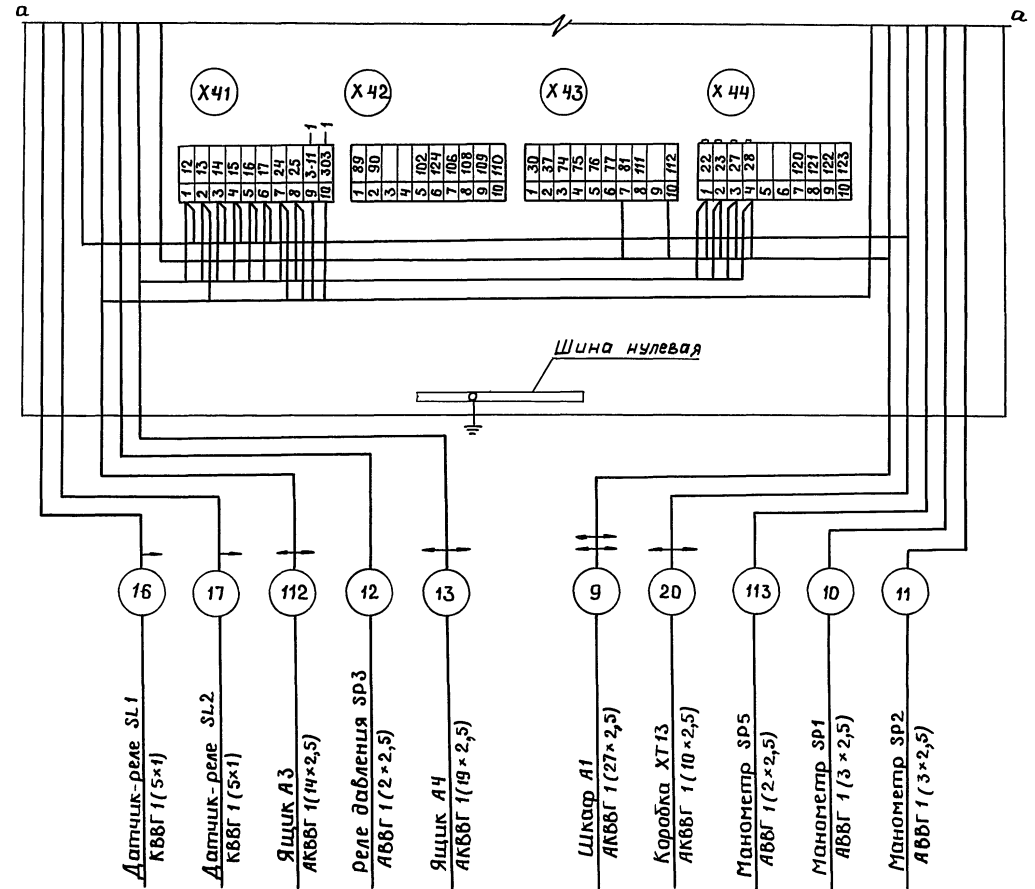 а а
X41 X42 X43 X44
1 1
12 13 14 15 16 17 24 25 3-11 303
1 2 3 4 5 6 7 8 9 10
89 90 102 124 106 108 109 110
1 2 3 4 5 6 7 8 9 10
30 37 74 75 76 77 81 111 112
1 2 3 4 5 6 7 8 9 10
22 23 27 28 120 121 122 123
1 2 3 4 5 6 7 8 9 10
Шина нулевая
16 17 112 12 13 9 20 113 10 11
Датчик-реле SL1
КВВГ 1(5×1)
Датчик-реле SL2
КВВГ 1(5×1)
Ящик А3
АКВВГ 1(14×2,5)
Реле давления SP3
АВВГ 1(2×2,5)
Ящик А4
АКВВГ 1(19×2,5)
Шкаф А1
АКВВГ 1(27×2,5)
Коробка ХТ13
АКВВГ 1(10×2,5)
Манометр SP5
АВВГ 1(2×2,5)
Манометр SP1
АВВГ 1(3×2,5)
Манометр SP2
АВВГ 1(3×2,5)